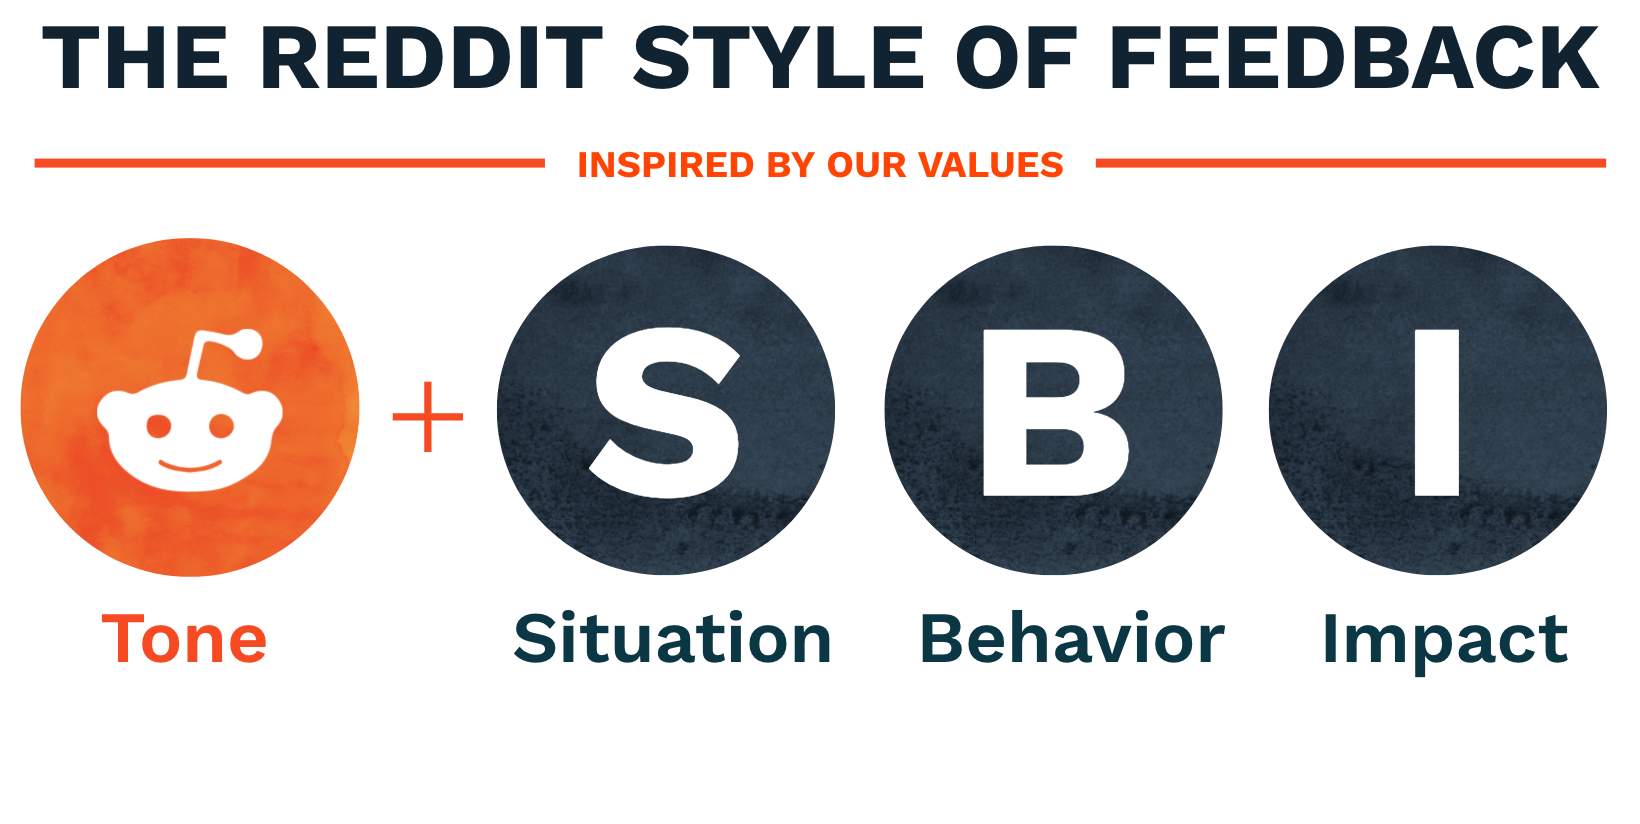 THE REDDIT STYLE OF FEEDBACK
INSPIRED BY OUR VALUES
S B I
Tone Situation Behavior Impact